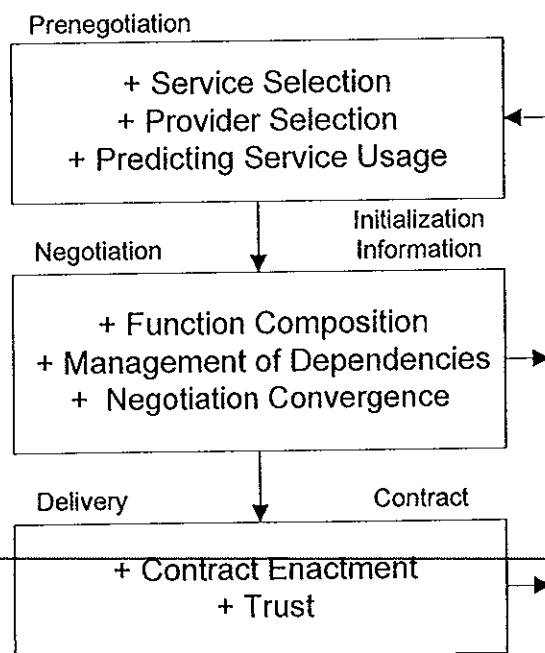 Prenegotiation
+ Service Selection
+ Provider Selection
+ Predicting Service Usage
Initialization
Negotiation Information
+ Function Composition
+ Management of Dependencies
+ Negotiation Convergence
Delivery Contract
+ Contract Enactment
+ Trust